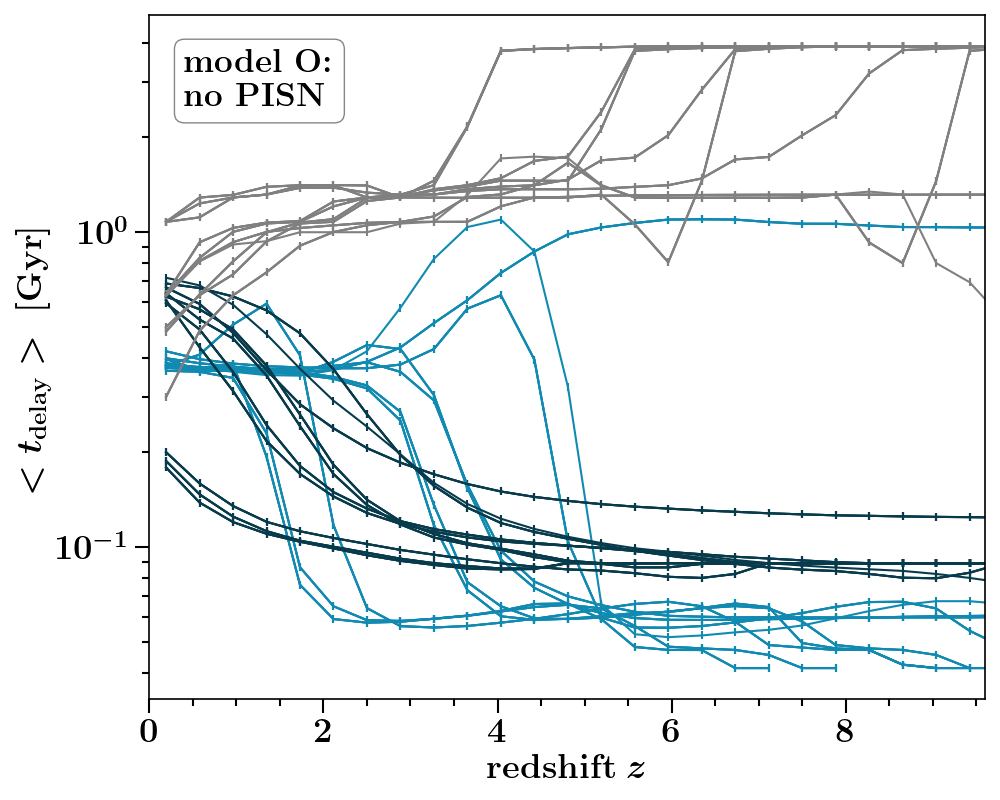 model O:
no PISN
< t_delay > [Gyr]
10^0
10^-1
0 2 4 6 8
redshift z